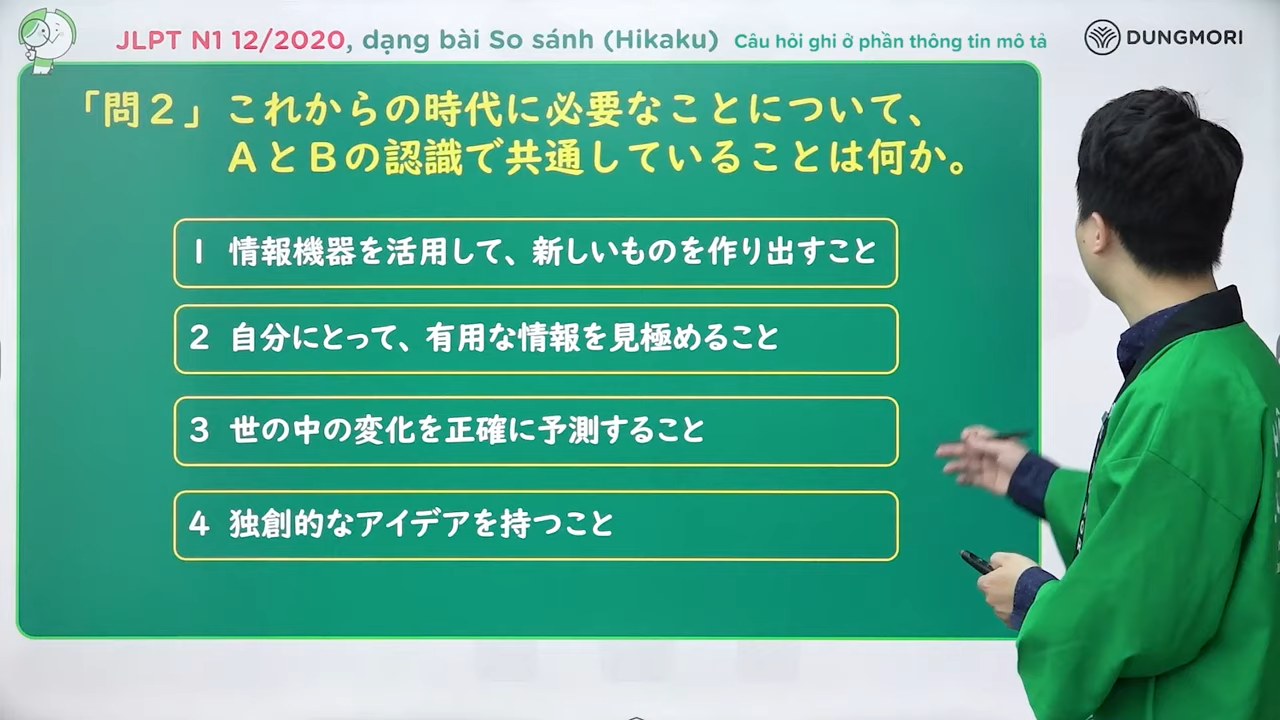 JLPT N1 12/2020, dạng bài So sánh (Hikaku) Câu hỏi ghi ở phần thông tin mô tả
DUNGMORI
「問2」これからの時代に必要なことについて、
AとBの認識で共通していることは何か。
1 情報機器を活用して、新しいものを作り出すこと
2 自分にとって、有用な情報を見極めること
3 世の中の変化を正確に予測すること
4 独創的なアイデアを持つこと